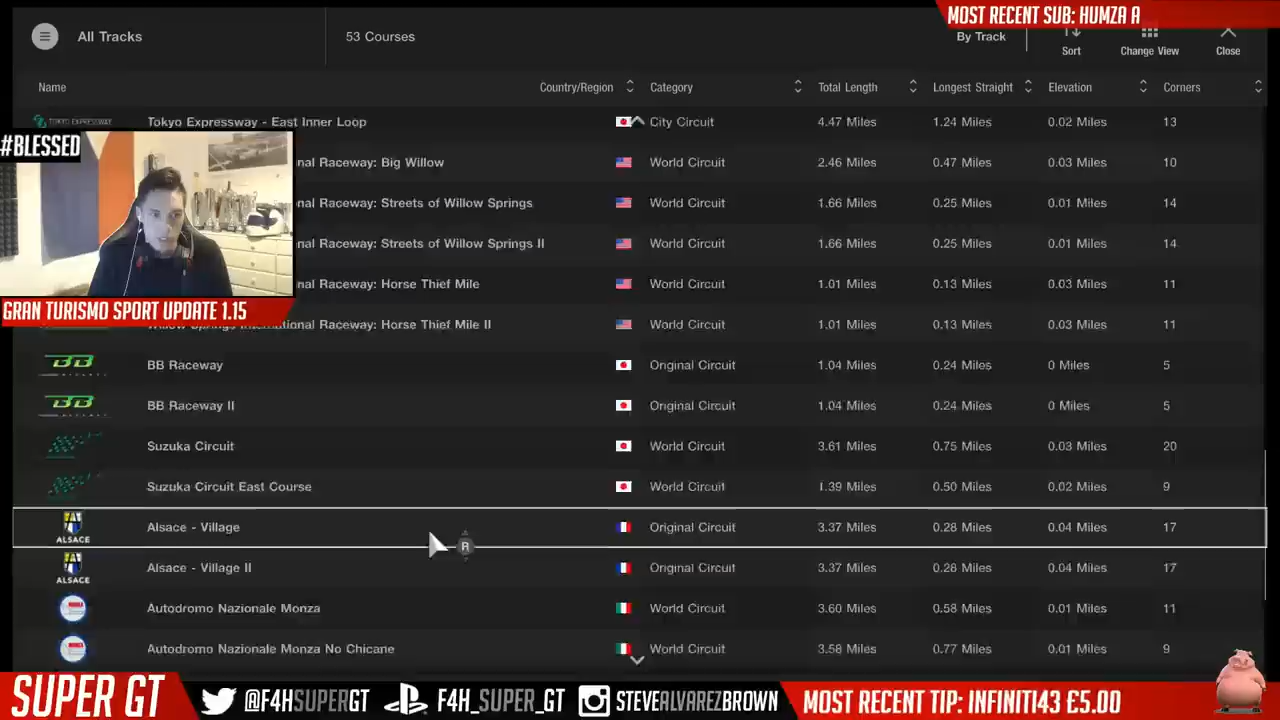 MOST RECENT SUB: HUMZA A
All Tracks
53 Courses
By Track
Sort
Change View
Close
Name
Country/Region
Category
Total Length
Longest Straight
Elevation
Corners
TOKYO EXPRESSWAY
Tokyo Expressway - East Inner Loop
City Circuit
4.47 Miles
1.24 Miles
0.02 Miles
13
#BLESSED
nal Raceway: Big Willow
World Circuit
2.46 Miles
0.47 Miles
0.03 Miles
10
nal Raceway: Streets of Willow Springs
World Circuit
1.66 Miles
0.25 Miles
0.01 Miles
14
nal Raceway: Streets of Willow Springs II
World Circuit
1.66 Miles
0.25 Miles
0.01 Miles
14
nal Raceway: Horse Thief Mile
World Circuit
1.01 Miles
0.13 Miles
0.03 Miles
11
GRAN TURISMO SPORT UPDATE 1.15
Willow Springs International Raceway: Horse Thief Mile II
World Circuit
1.01 Miles
0.13 Miles
0.03 Miles
11
BB
BB Raceway
Original Circuit
1.04 Miles
0.24 Miles
0 Miles
5
BB
BB Raceway II
Original Circuit
1.04 Miles
0.24 Miles
0 Miles
5
Suzuka Circuit
World Circuit
3.61 Miles
0.75 Miles
0.03 Miles
20
Suzuka Circuit East Course
World Circuit
1.39 Miles
0.50 Miles
0.02 Miles
9
ALSACE
Alsace - Village
R
Original Circuit
3.37 Miles
0.28 Miles
0.04 Miles
17
ALSACE
Alsace - Village II
Original Circuit
3.37 Miles
0.28 Miles
0.04 Miles
17
Autodromo Nazionale Monza
World Circuit
3.60 Miles
0.58 Miles
0.01 Miles
11
Autodromo Nazionale Monza No Chicane
World Circuit
3.58 Miles
0.77 Miles
0.01 Miles
9
SUPER GT
@F4HSUPERGT
F4H_SUPER_GT
STEVEALVAREZBROWN
MOST RECENT TIP: INFINITI43 £5.00